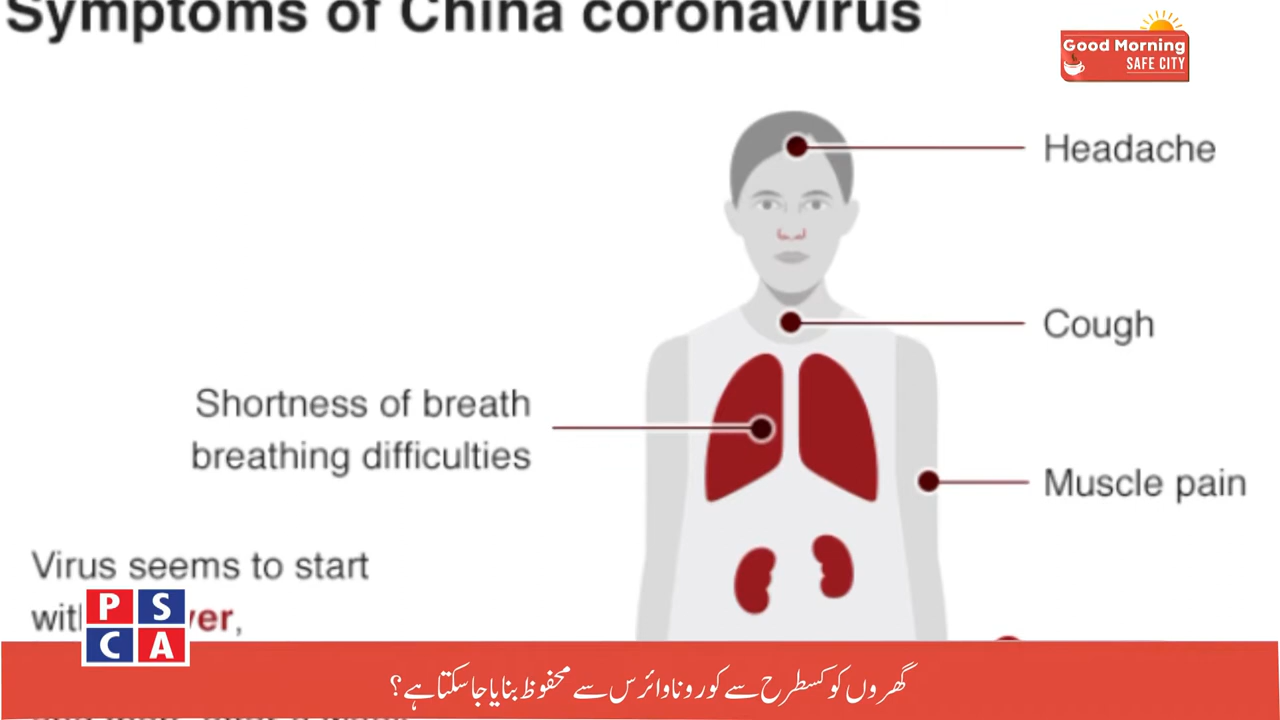 Symptoms of China coronavirus
Good Morning
SAFE CITY
Headache
Cough
Shortness of breath
breathing difficulties
Muscle pain
Virus seems to start
PSCA
گھروں کو کسطرح سے کورونا وائرس سے محفوظ بنایا جا سکتا ہے؟